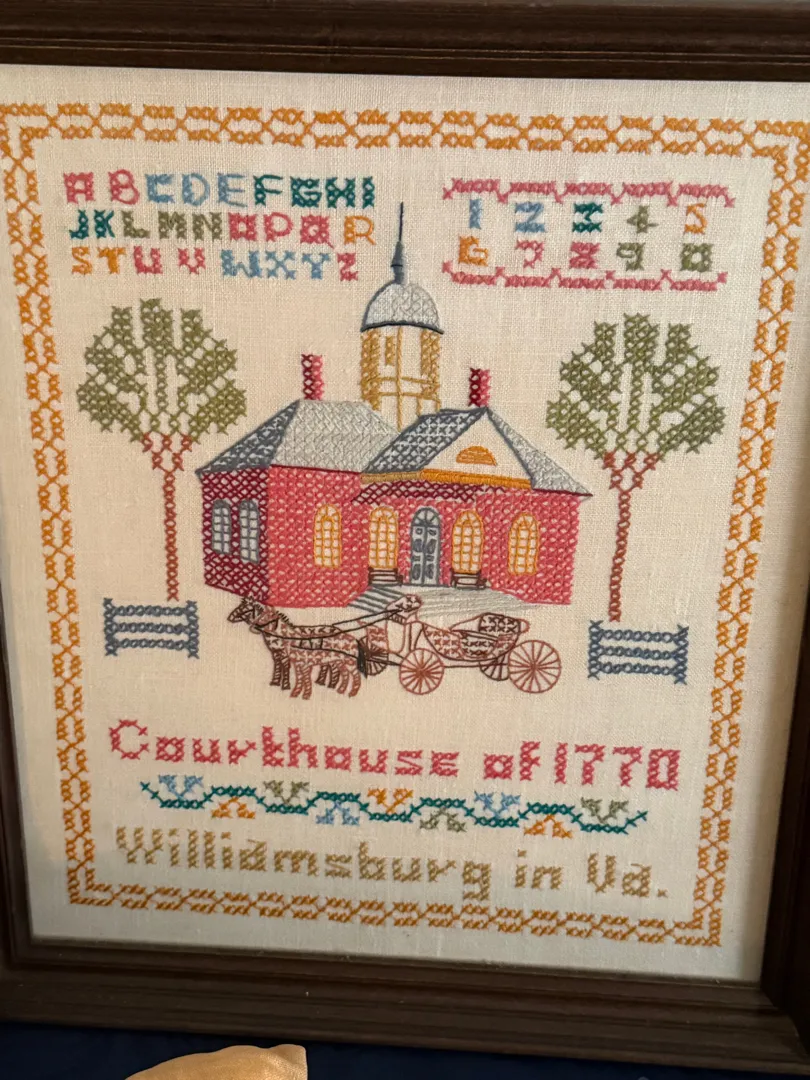 ABCDEFGHI
JKLMNOPQR
STUVWXYZ
12345
67890
Courthouse of 1770
Williamsburg in Va.